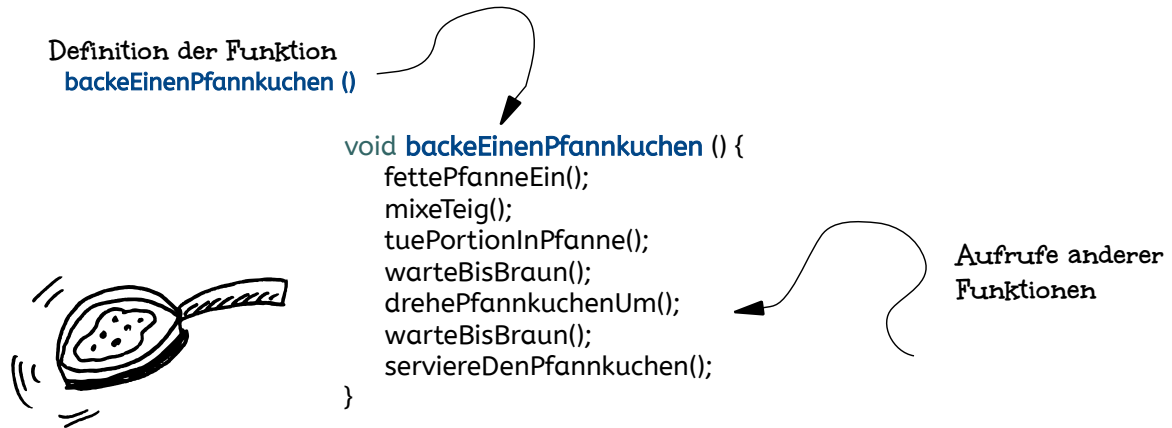 Definition der Funktion
backeEinenPfannkuchen ()
void backeEinenPfannkuchen () {
fettePfanneEin();
mixeTeig();
tuePortionInPfanne();
warteBisBraun();
drehePfannkuchenUm();
warteBisBraun();
serviereDenPfannkuchen();
}
Aufrufe anderer
Funktionen